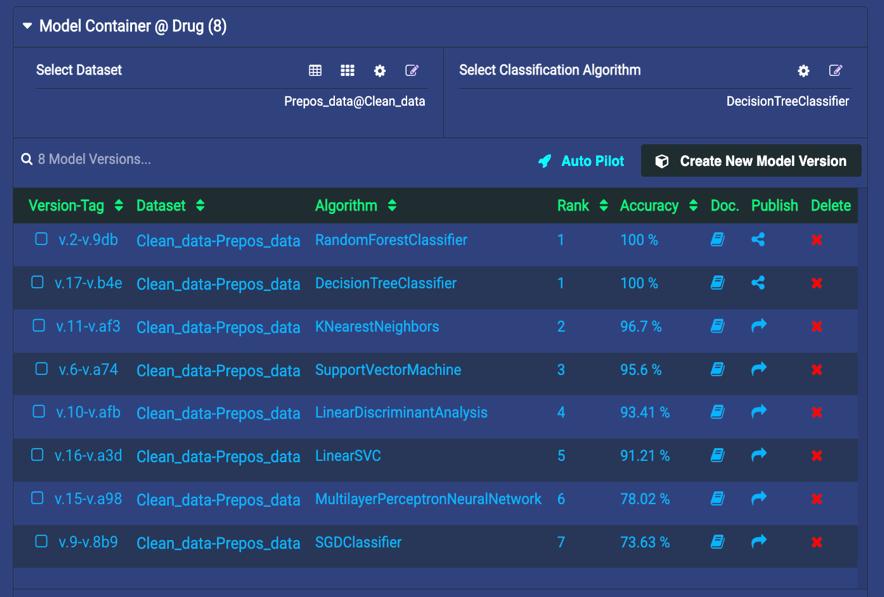 Model Container @ Drug (8)
Select Dataset
Prepos_data@Clean_data
Select Classification Algorithm
DecisionTreeClassifier
8 Model Versions...
Auto Pilot
Create New Model Version
Version-Tag Dataset Algorithm Rank Accuracy Doc. Publish Delete
v.2-v.9db Clean_data-Prepos_data RandomForestClassifier 1 100 %
v.17-v.b4e Clean_data-Prepos_data DecisionTreeClassifier 1 100 %
v.11-v.af3 Clean_data-Prepos_data KNearestNeighbors 2 96.7 %
v.6-v.a74 Clean_data-Prepos_data SupportVectorMachine 3 95.6 %
v.10-v.afb Clean_data-Prepos_data LinearDiscriminantAnalysis 4 93.41 %
v.16-v.a3d Clean_data-Prepos_data LinearSVC 5 91.21 %
v.15-v.a98 Clean_data-Prepos_data MultilayerPerceptronNeuralNetwork 6 78.02 %
v.9-v.8b9 Clean_data-Prepos_data SGDClassifier 7 73.63 %